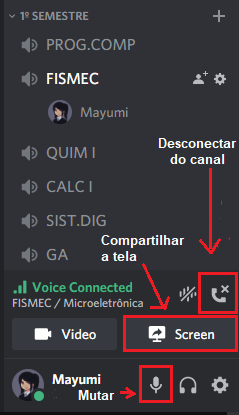 1º SEMESTRE
PROG.COMP
FISMEC
Mayumi
QUIM I
Desconectar
do canal
CALC I
SIST.DIG
Compartilhar
a tela
GA
Voice Connected
FISMEC / Microeletrônica
Video
Screen
Mayumi
Mutar